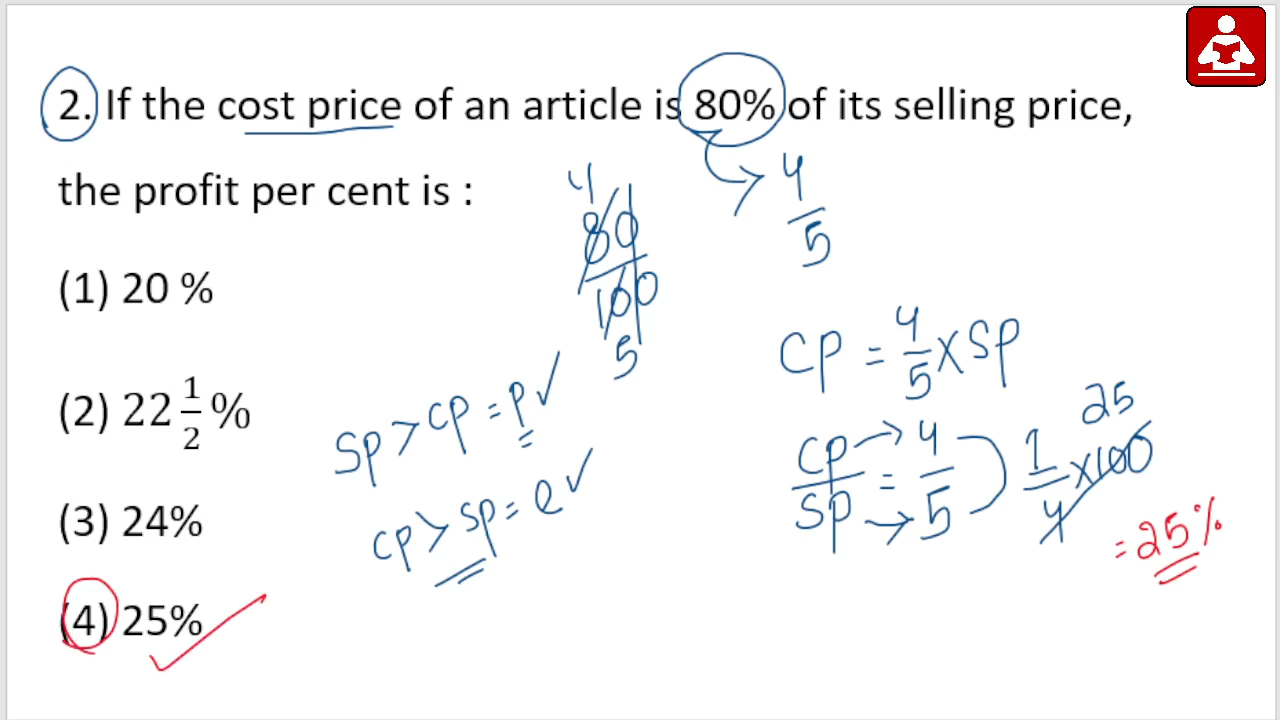 2. If the cost price of an article is 80% of its selling price,
the profit per cent is :
4
80
100
5
4
5
(1) 20 %
(2) 22 1/2 %
(3) 24%
(4) 25%
SP > CP = P ✓
CP > SP = l ✓
CP = 4/5 × SP
CP → 4
SP = → 5
1/4 × 100
25
= 25%